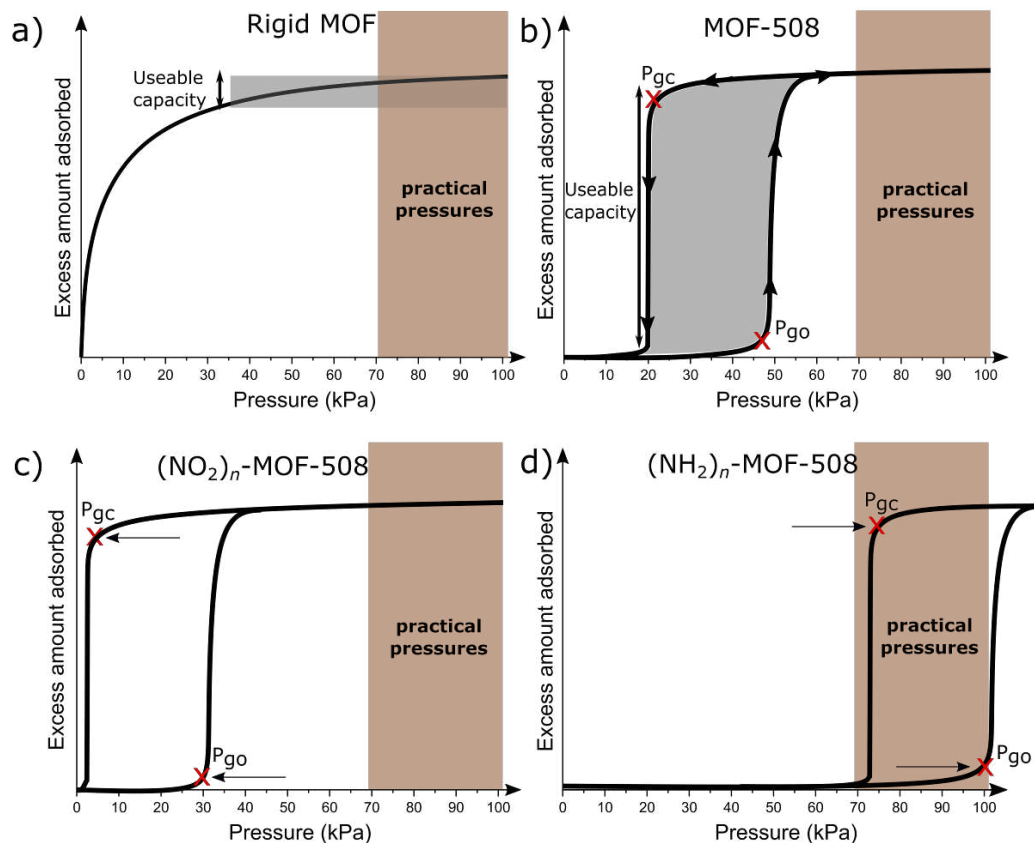 a)
Rigid MOF
Useable
capacity
practical
pressures
Excess amount adsorbed
0 10 20 30 40 50 60 70 80 90 100
Pressure (kPa)
b)
MOF-508
Pgc
Useable
capacity
practical
pressures
Pgo
Excess amount adsorbed
0 10 20 30 40 50 60 70 80 90 100
Pressure (kPa)
c)
(NO₂)ₙ-MOF-508
Pgc
practical
pressures
Pgo
Excess amount adsorbed
0 10 20 30 40 50 60 70 80 90 100
Pressure (kPa)
d)
(NH₂)ₙ-MOF-508
Pgc
practical
pressures
Pgo
Excess amount adsorbed
0 10 20 30 40 50 60 70 80 90 100
Pressure (kPa)